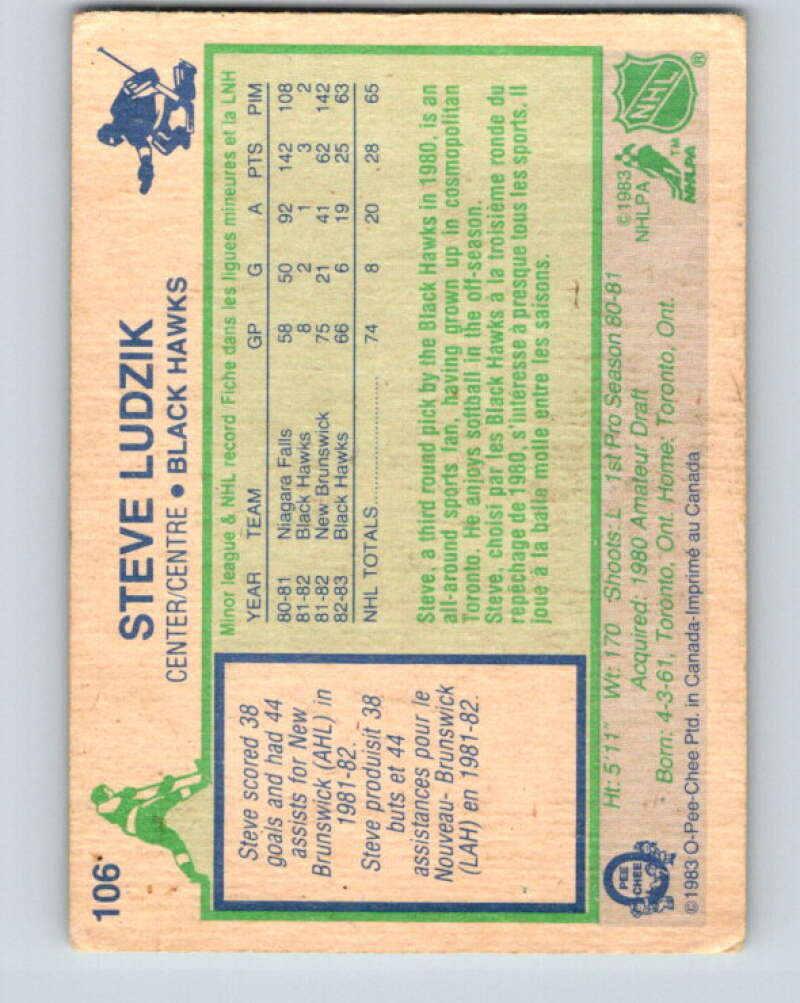 106
STEVE LUDZIK
CENTER/CENTRE • BLACK HAWKS
Steve scored 38
goals and had 44
assists for New
Brunswick (AHL) in
1981-82.
Steve produisit 38
buts et 44
assistances pour le
Nouveau- Brunswick
(LAH) en 1981-82.
Minor league & NHL record Fiche dans les ligues mineures et la LNH
YEAR TEAM GP G A PTS PIM
80-81 Niagara Falls 58 50 92 142 108
81-82 Black Hawks 8 2 1 3 2
81-82 New Brunswick 75 21 41 62 142
82-83 Black Hawks 66 6 19 25 63
NHL TOTALS 74 8 20 28 65
Steve, a third round pick by the Black Hawks in 1980, is an
all-around sports fan, having grown up in cosmopolitan
Toronto. He enjoys softball in the off-season.
Steve, choisi par les Black Hawks à la troisième ronde du
repêchage de 1980, s'intéresse à presque tous les sports. Il
joue à la balle molle entre les saisons.
Ht: 5'11" Wt: 170 Shoots: L 1st Pro Season 80-81
Acquired: 1980 Amateur Draft
Born: 4-3-61, Toronto, Ont. Home: Toronto, Ont.
©1983 O-Pee-Chee Ptd. in Canada-Imprimé au Canada
O
PEE
CHEE
©1983
NHLPA
NHL ®
NHLPA ™